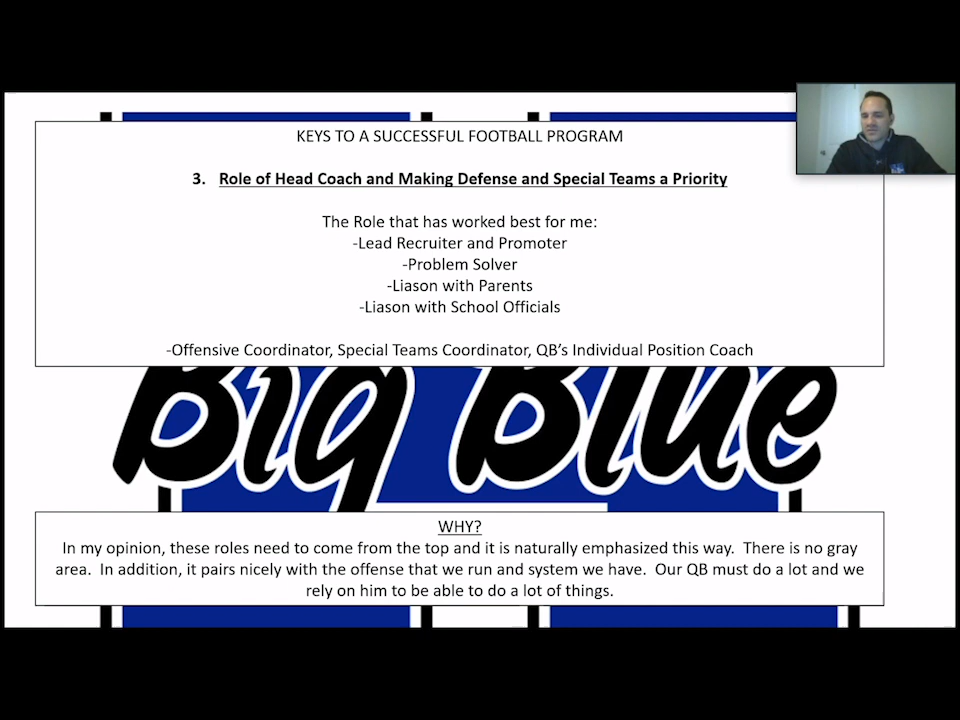 KEYS TO A SUCCESSFUL FOOTBALL PROGRAM
3. Role of Head Coach and Making Defense and Special Teams a Priority
The Role that has worked best for me:
-Lead Recruiter and Promoter
-Problem Solver
-Liason with Parents
-Liason with School Officials
-Offensive Coordinator, Special Teams Coordinator, QB's Individual Position Coach
Big Blue
WHY?
In my opinion, these roles need to come from the top and it is naturally emphasized this way. There is no gray
area. In addition, it pairs nicely with the offense that we run and system we have. Our QB must do a lot and we
rely on him to be able to do a lot of things.